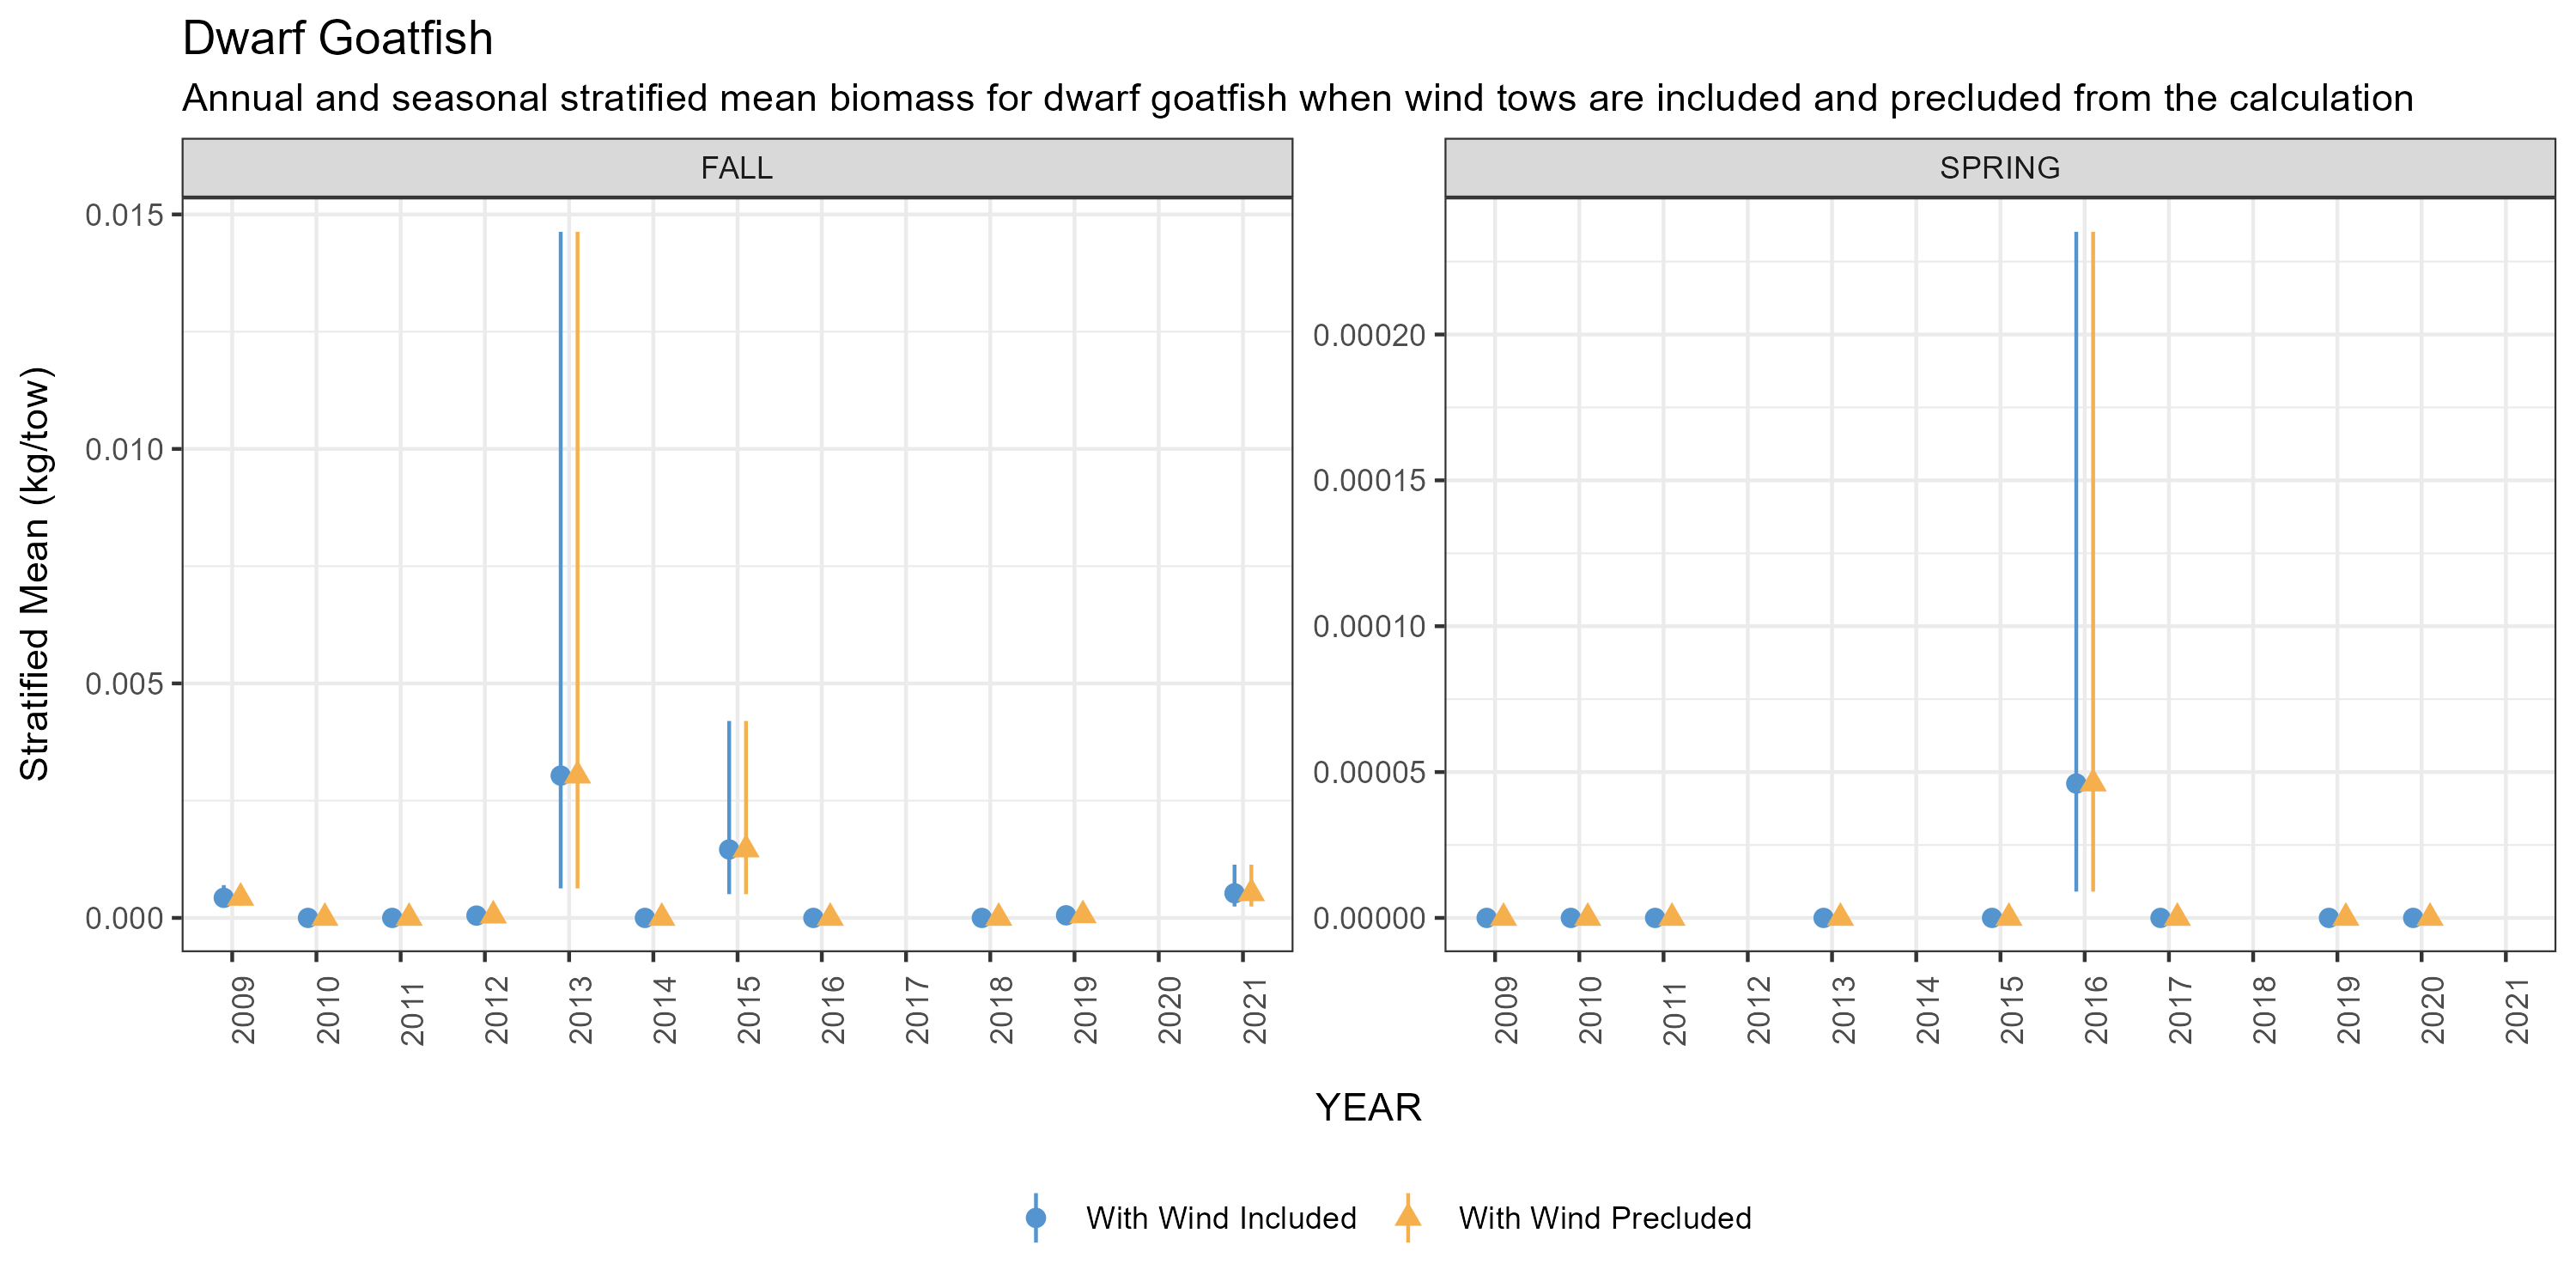 Dwarf Goatfish
Annual and seasonal stratified mean biomass for dwarf goatfish when wind tows are included and precluded from the calculation
FALL
SPRING
Stratified Mean (kg/tow)
0.015
0.010
0.005
0.000
0.00020
0.00015
0.00010
0.00005
0.00000
2009 2010 2011 2012 2013 2014 2015 2016 2017 2018 2019 2020 2021
2009 2010 2011 2012 2013 2014 2015 2016 2017 2018 2019 2020 2021
YEAR
With Wind Included
With Wind Precluded